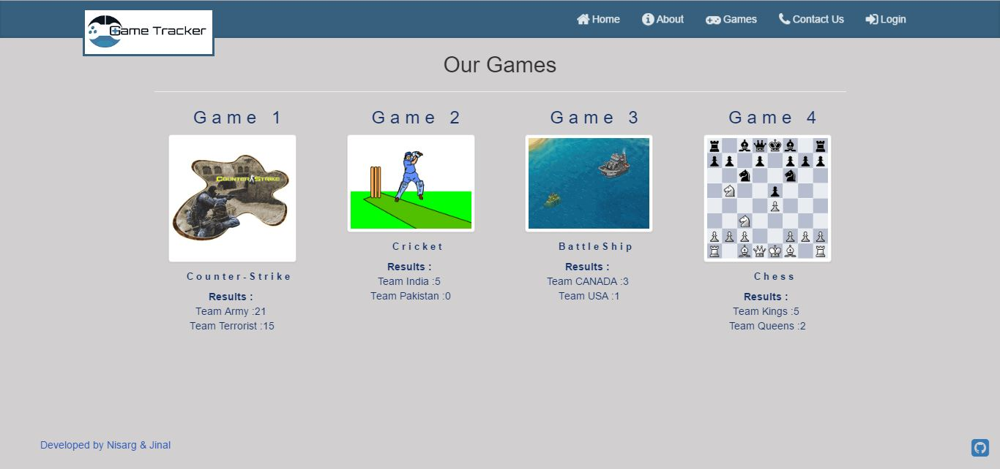 Game Tracker
Home About Games Contact Us Login
Our Games
Game 1
COUNTER STRIKE
Counter-Strike
Results :
Team Army :21
Team Terrorist :15
Game 2
Cricket
Results :
Team India :5
Team Pakistan :0
Game 3
BattleShip
Results :
Team CANADA :3
Team USA :1
Game 4
Chess
Results :
Team Kings :5
Team Queens :2
Developed by Nisarg & Jinal